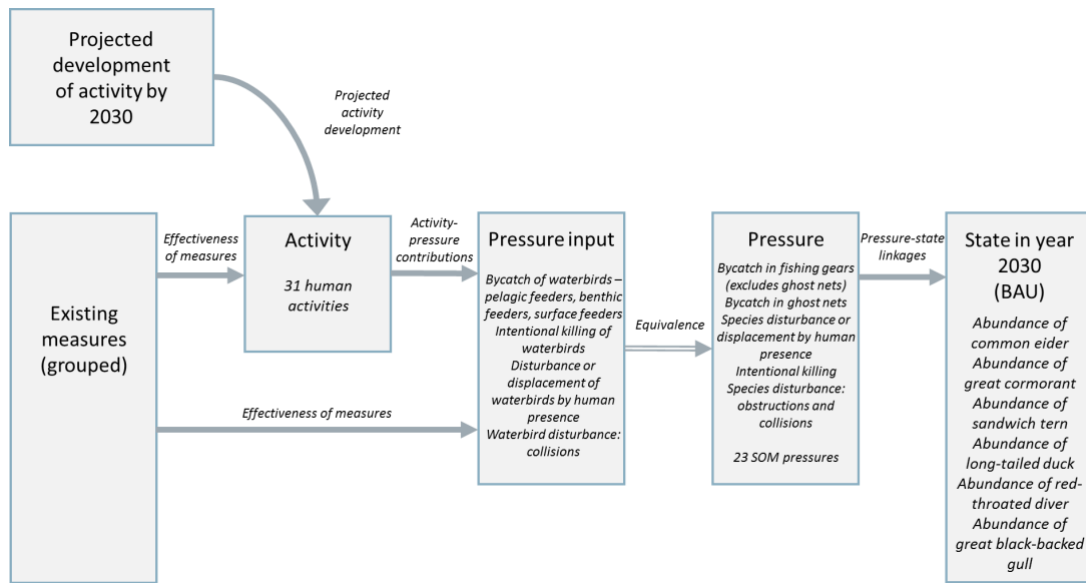 Projected
development
of activity by
2030
Projected
activity
development
Existing
measures
(grouped)
Effectiveness
of measures
Activity
31 human
activities
Activity-
pressure
contributions
Effectiveness of measures
Pressure input
Bycatch of waterbirds –
pelagic feeders, benthic
feeders, surface feeders
Intentional killing of
waterbirds
Disturbance or
displacement of
waterbirds by human
presence
Waterbird disturbance:
collisions
Equivalence
Pressure
Bycatch in fishing gears
(excludes ghost nets)
Bycatch in ghost nets
Species disturbance or
displacement by human
presence
Intentional killing
Species disturbance:
obstructions and
collisions
23 SOM pressures
Pressure-state
linkages
State in year
2030
(BAU)
Abundance of
common eider
Abundance of
great cormorant
Abundance of
sandwich tern
Abundance of
long-tailed duck
Abundance of red-
throated diver
Abundance of
great black-backed
gull